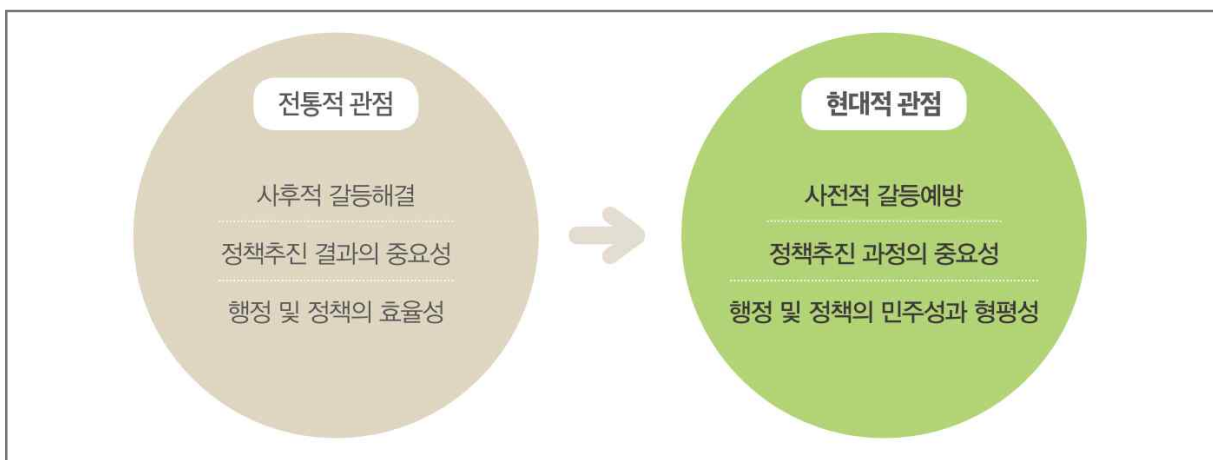 전통적 관점
사후적 갈등해결
정책추진 결과의 중요성
행정 및 정책의 효율성
현대적 관점
사전적 갈등예방
정책추진 과정의 중요성
행정 및 정책의 민주성과 형평성